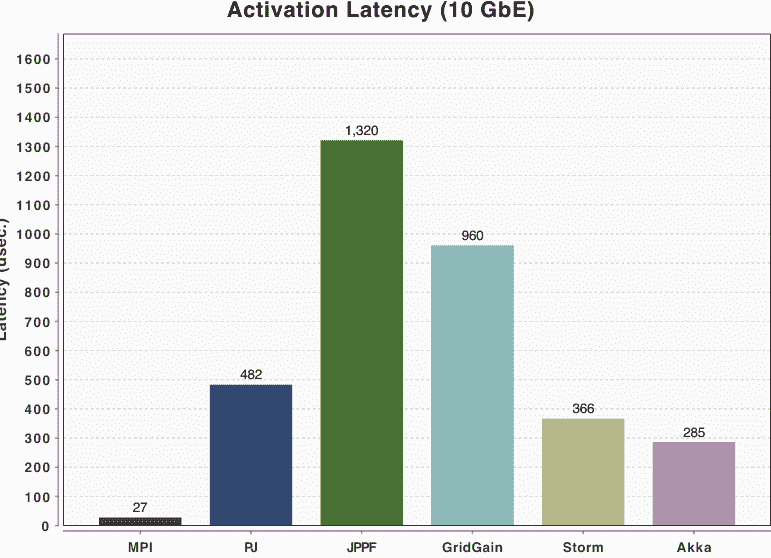 Activation Latency (10 GbE)
Latency (usec.)
1600
1500
1400
1300
1200
1100
1000
900
800
700
600
500
400
300
200
100
0
27
482
1,320
960
366
285
MPI
PJ
JPPF
GridGain
Storm
Akka